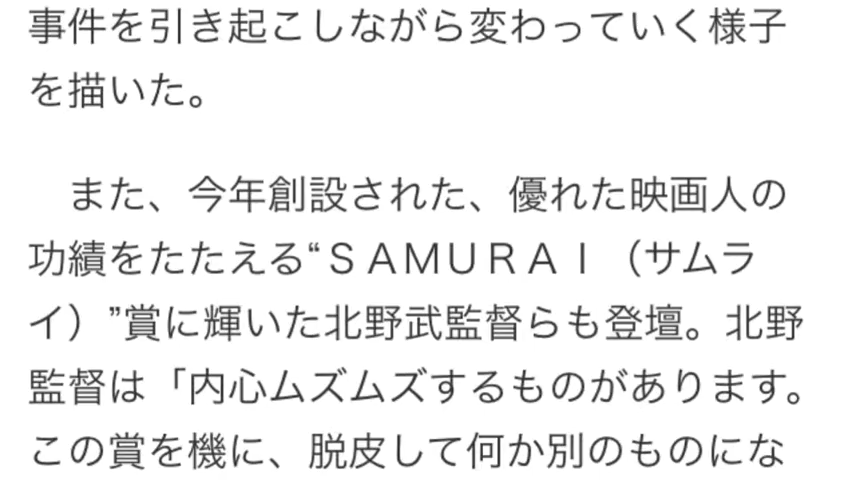 事件を引き起こしながら変わっていく様子
を描いた。
　また、今年創設された、優れた映画人の
功績をたたえる“ＳＡＭＵＲＡＩ（サムラ
イ）”賞に輝いた北野武監督らも登壇。北野
監督は「内心ムズムズするものがあります。
この賞を機に、脱皮して何か別のものにな